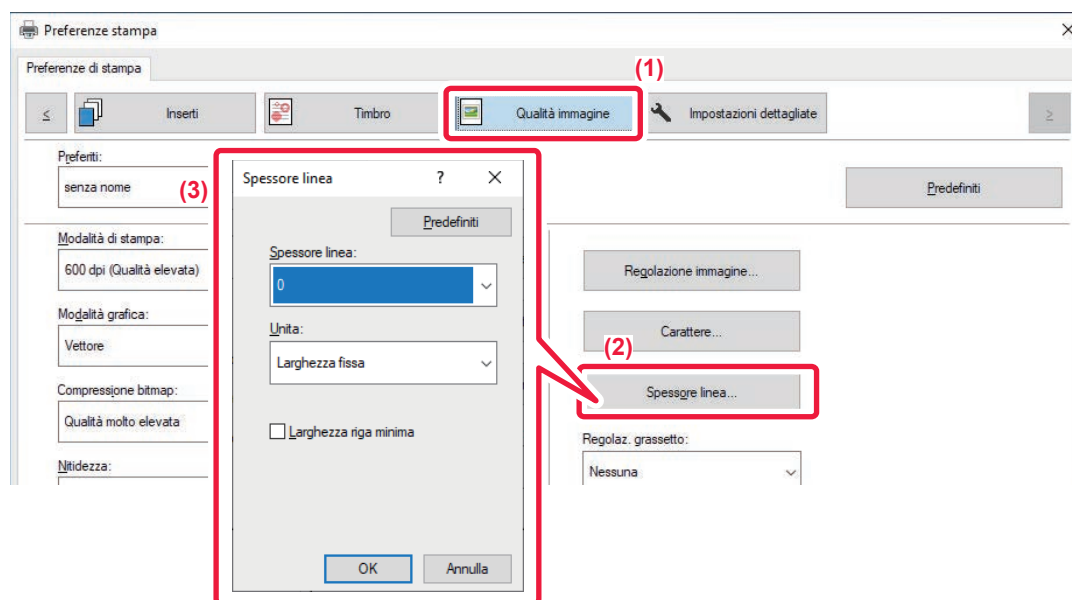 Preferenze stampa
Preferenze di stampa
(1)
<
Inserti
Timbro
Qualità immagine
Impostazioni dettagliate
>
Preferiti:
senza nome
(3)
Predefiniti
Modalità di stampa:
600 dpi (Qualità elevata)
Modalità grafica:
Vettore
Compressione bitmap:
Qualità molto elevata
Nitidezza:
Spessore linea
?
Predefiniti
Spessore linea:
0
Unita:
Larghezza fissa
Larghezza riga minima
OK
Annulla
Regolazione immagine...
Carattere...
(2)
Spessore linea...
Regolaz. grassetto:
Nessuna